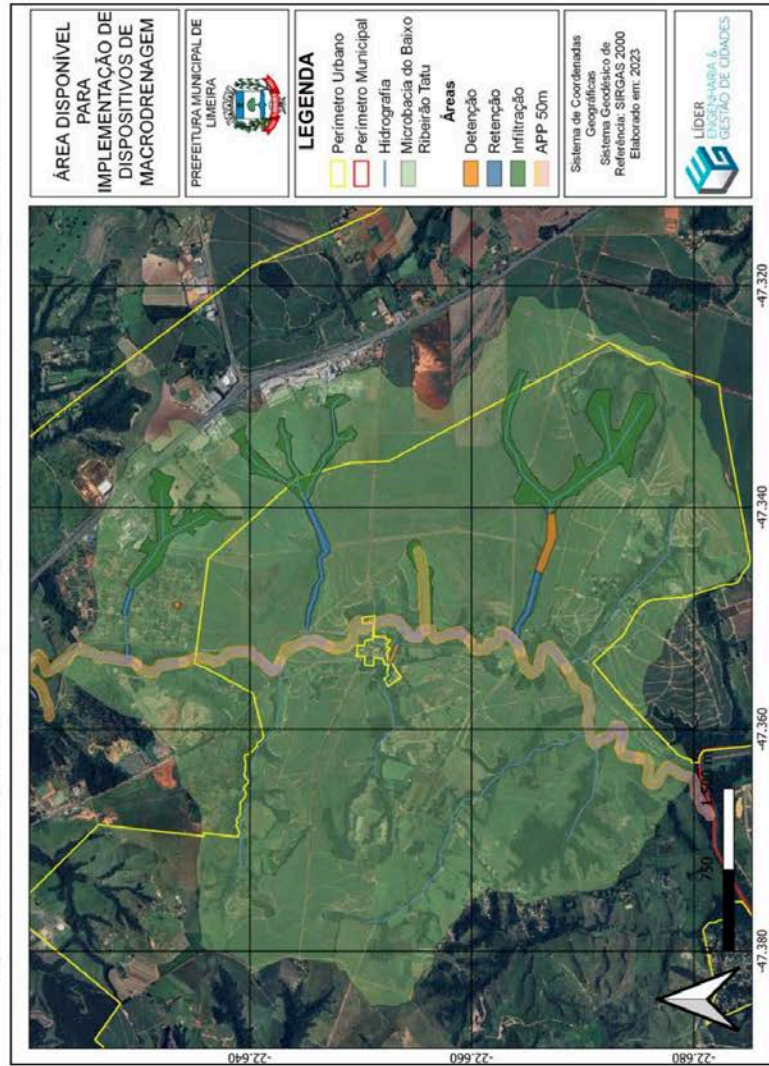 ÁREA DISPONÍVEL
PARA
IMPLEMENTAÇÃO DE
DISPOSITIVOS DE
MACRODRENAGEM
PREFEITURA MUNICIPAL DE
LIMEIRA
LEGENDA
Perímetro Urbano
Perímetro Municipal
Hidrografia
Microbacia do Baixo
Ribeirão Tatu
Áreas
Detenção
Retenção
Infiltração
APP 50m
Sistema de Coordenadas
Geográficas
Sistema Geodésico de
Referência: SIRGAS 2000
Elaborado em: 2023
LÍDER
ENGENHARIA &
GESTÃO DE CIDADES
-47.380
-47.360
-47.340
-47.320
-22.640
-22.660
-22.680
750
1.500 m